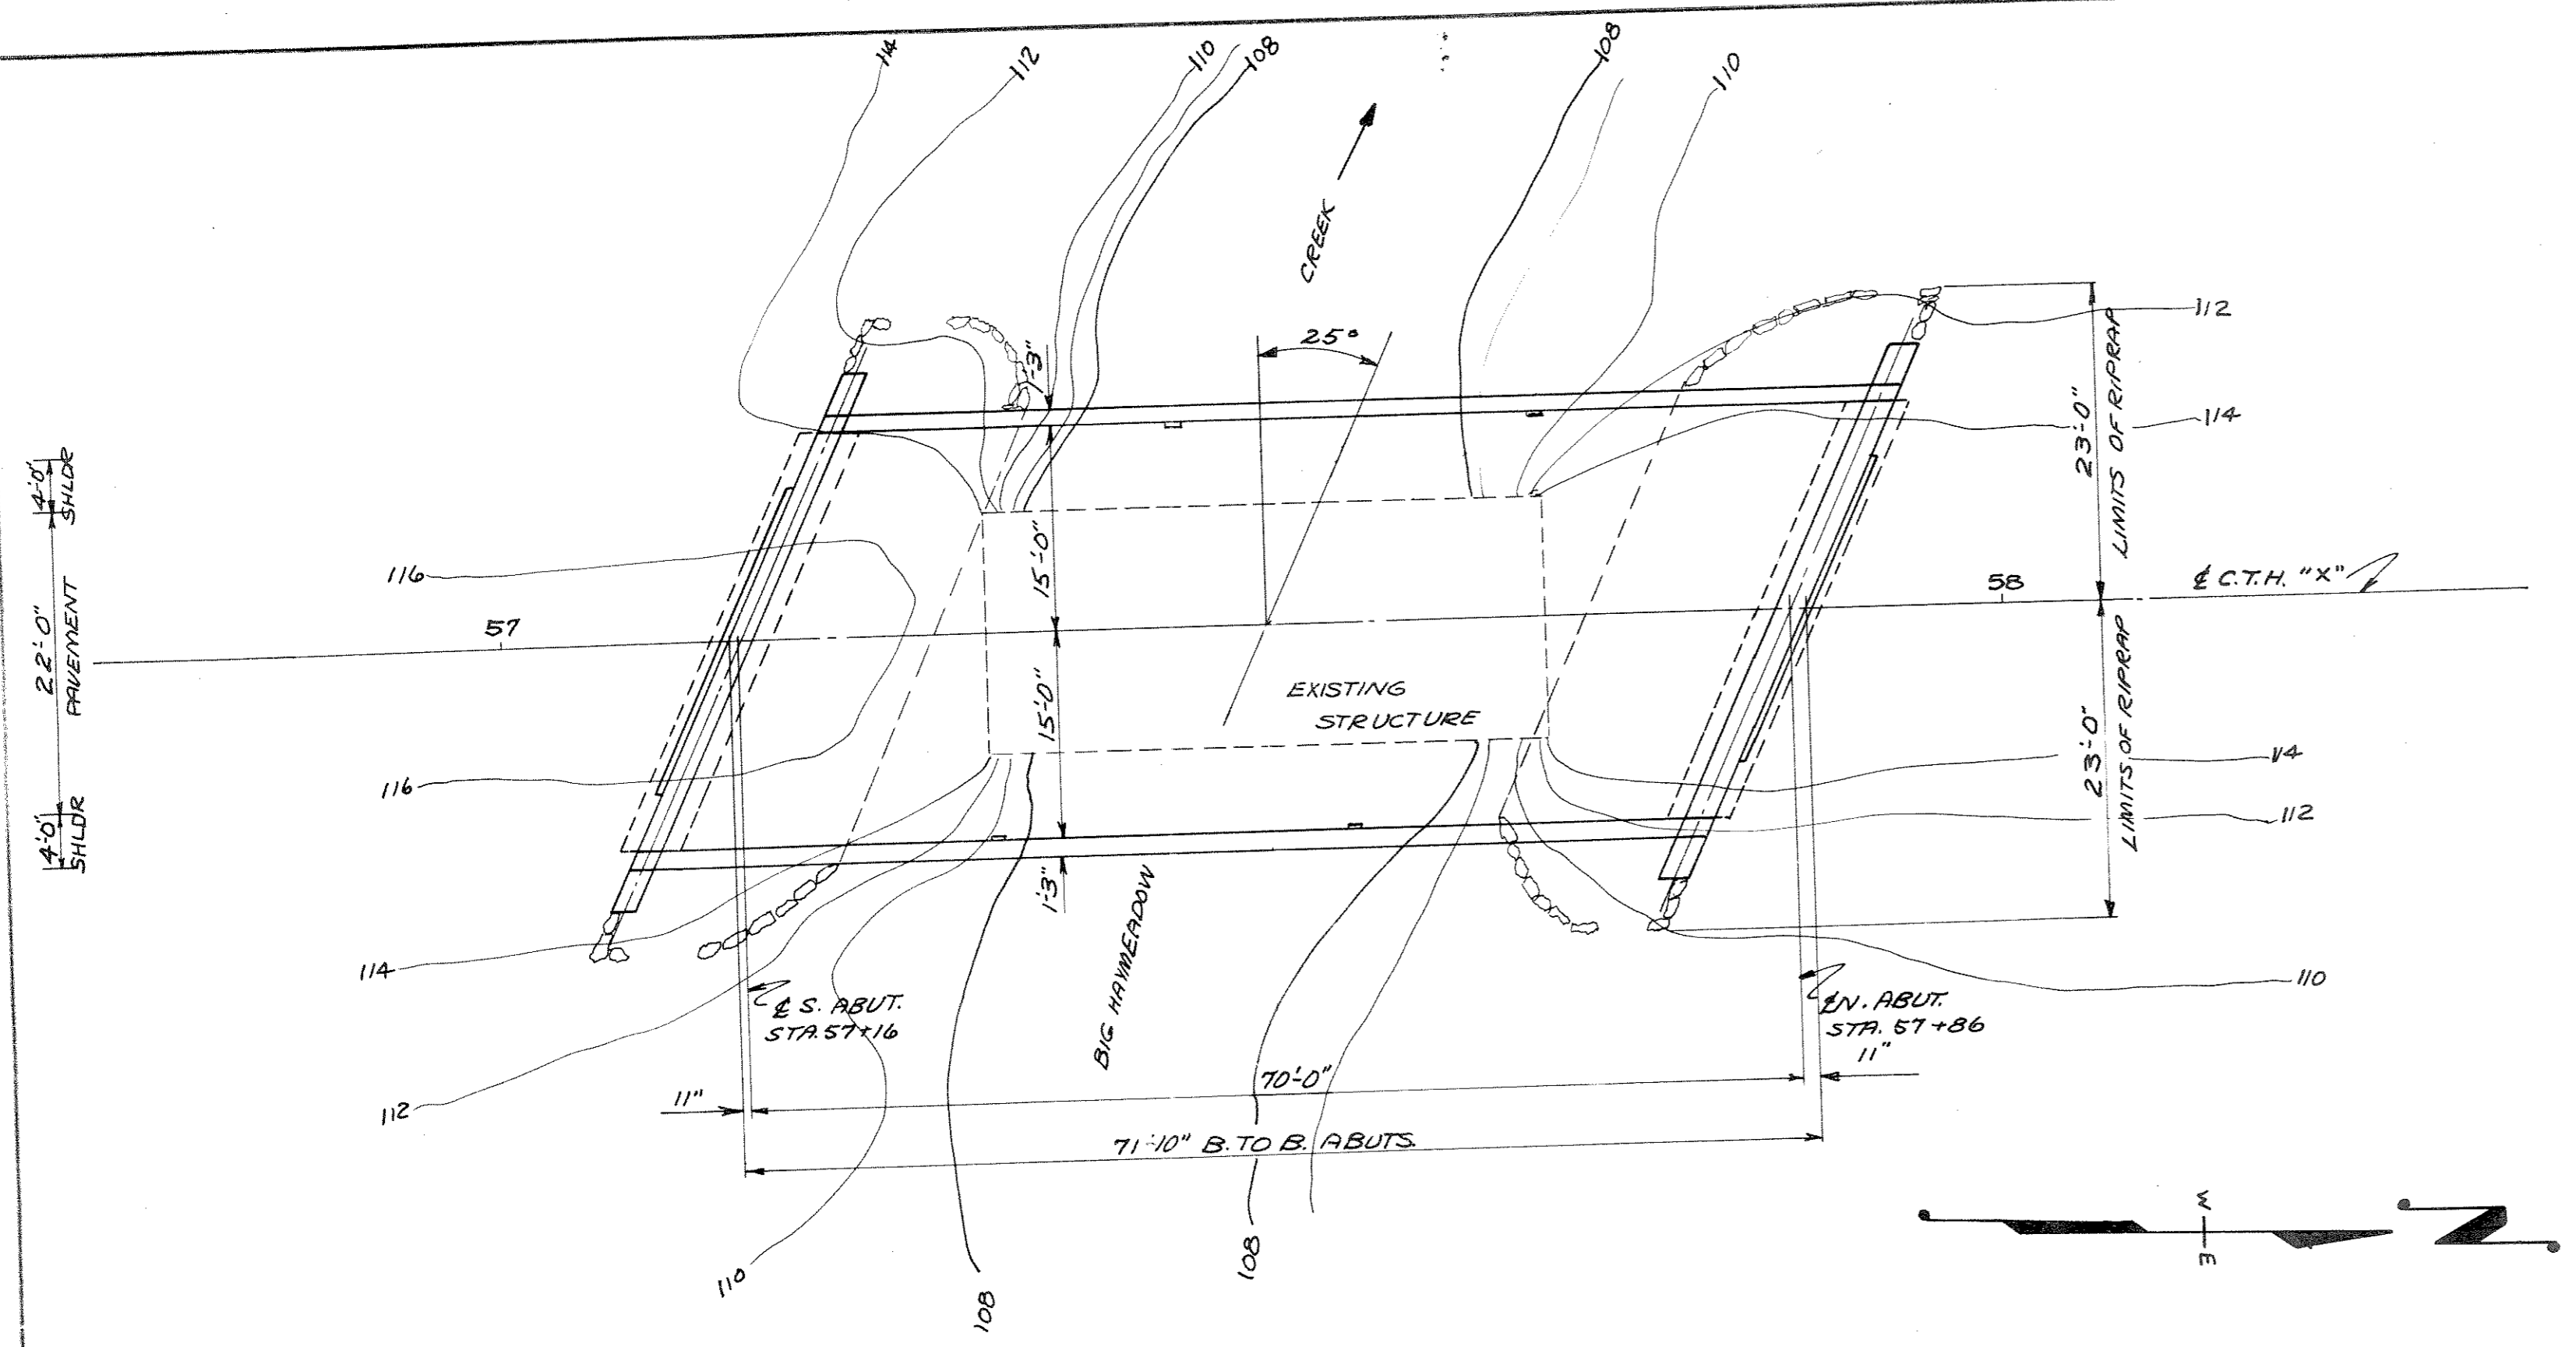 114
112
110
108
108
110
CREEK
25°
1'-3"
112
114
23'-0"
LIMITS OF RIPRAP
4'-0"
SHLDR
22'-0"
PAVEMENT
4'-0"
SHLDR
116
15'-0"
57
58
℄ C.T.H. "X"
15'-0"
EXISTING
STRUCTURE
116
114
112
23'-0"
LIMITS OF RIPRAP
1'-3"
BIG HAYMEADOW
114
110
℄ S. ABUT.
STA. 57+16
℄ N. ABUT.
STA. 57+86
11"
70'-0"
11"
112
71'-10" B. TO B. ABUTS.
110
108
108
W
E
N